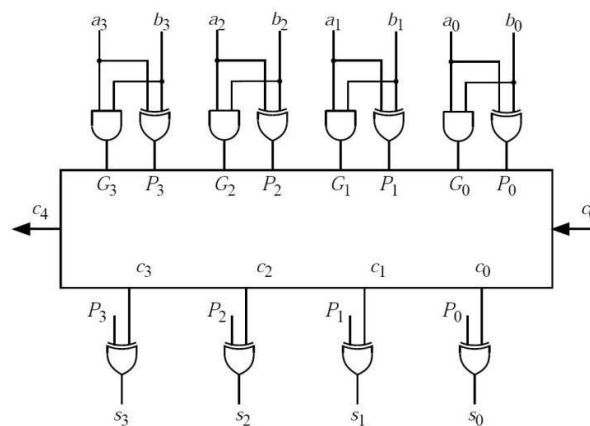 a₃ b₃ a₂ b₂ a₁ b₁ a₀ b₀
G₃ P₃ G₂ P₂ G₁ P₁ G₀ P₀
c₄
c₃ c₂ c₁ c₀
P₃ P₂ P₁ P₀
s₃ s₂ s₁ s₀